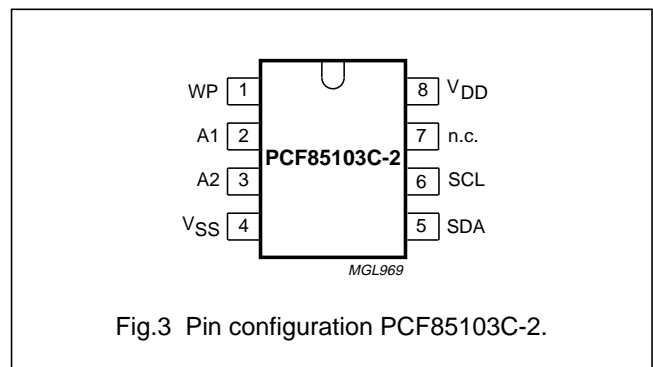 WP 1 8 VDD
A1 2 7 n.c.
PCF85103C-2
A2 3 6 SCL
VSS 4 5 SDA
MGL969
Fig.3 Pin configuration PCF85103C-2.